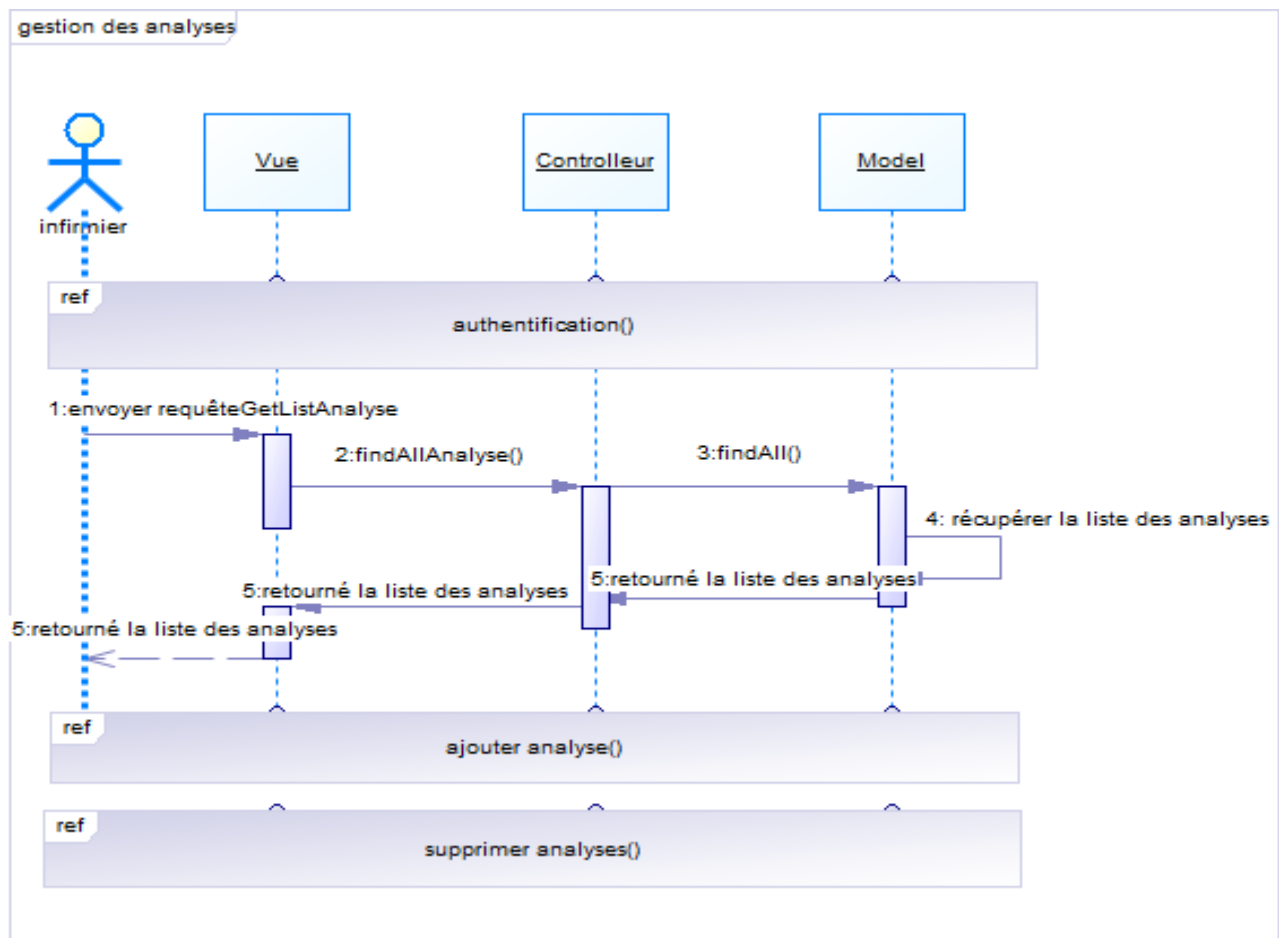 gestion des analyses
Vue
Controlleur
Model
infirmier
ref
authentification()
1:envoyer requêteGetListAnalyse
2:findAllAnalyse()
3:findAll()
4: récupérer la liste des analyses
5:retourné la liste des analyses
5:retourné la liste des analyses
5:retourné la liste des analyses
ref
ajouter analyse()
ref
supprimer analyses()